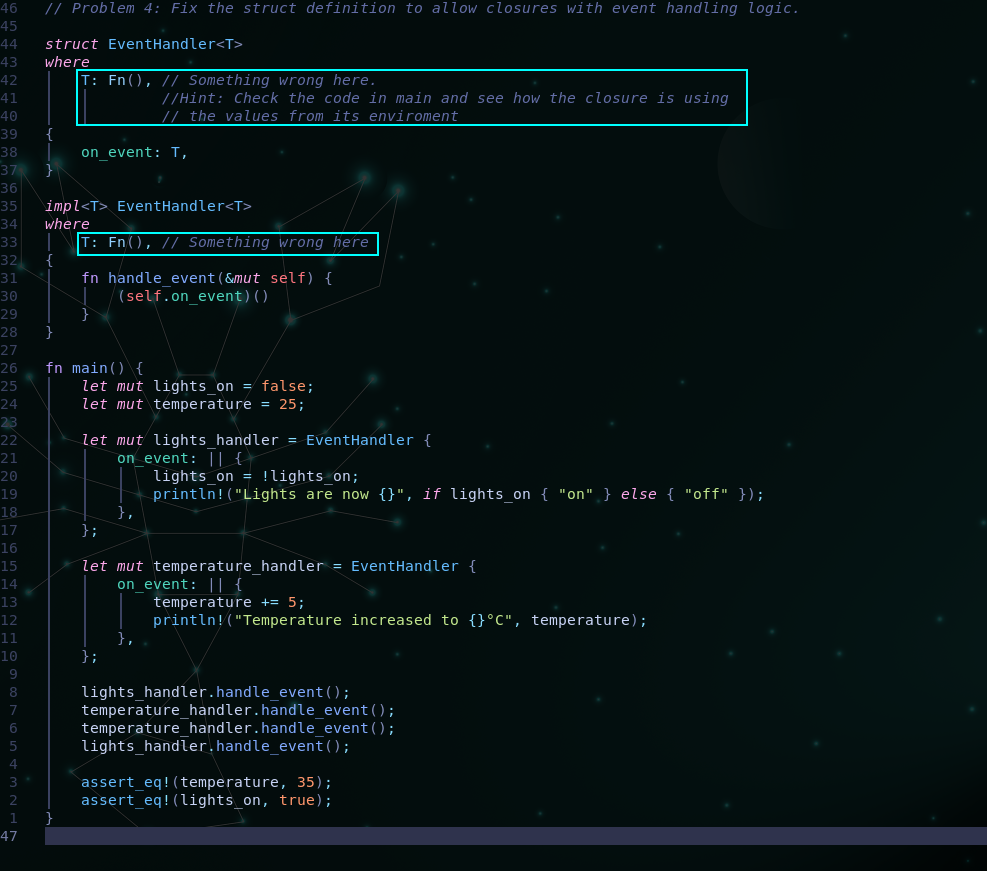 46 // Problem 4: Fix the struct definition to allow closures with event handling logic.
45
44 struct EventHandler<T>
43 where
42     T: Fn(), // Something wrong here.
41              //Hint: Check the code in main and see how the closure is using
40              // the values from its enviroment
39 {
38     on_event: T,
37 }
36
35 impl<T> EventHandler<T>
34 where
33     T: Fn(), // Something wrong here
32 {
31     fn handle_event(&mut self) {
30         (self.on_event)()
29     }
28 }
27
26 fn main() {
25     let mut lights_on = false;
24     let mut temperature = 25;
23
22     let mut lights_handler = EventHandler {
21         on_event: || {
20             lights_on = !lights_on;
19             println!("Lights are now {}", if lights_on { "on" } else { "off" });
18         },
17     };
16
15     let mut temperature_handler = EventHandler {
14         on_event: || {
13             temperature += 5;
12             println!("Temperature increased to {}°C", temperature);
11         },
10     };
9
8     lights_handler.handle_event();
7     temperature_handler.handle_event();
6     temperature_handler.handle_event();
5     lights_handler.handle_event();
4
3     assert_eq!(temperature, 35);
2     assert_eq!(lights_on, true);
1 }
47